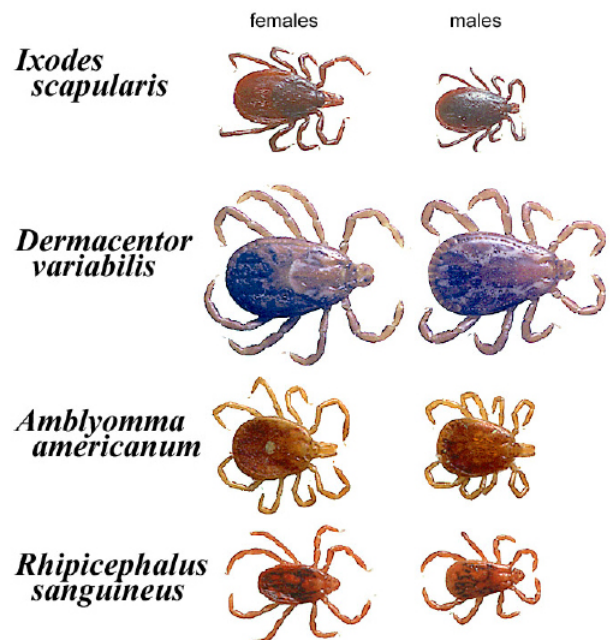 females males
Ixodes
scapularis
Dermacentor
variabilis
Amblyomma
americanum
Rhipicephalus
sanguineus